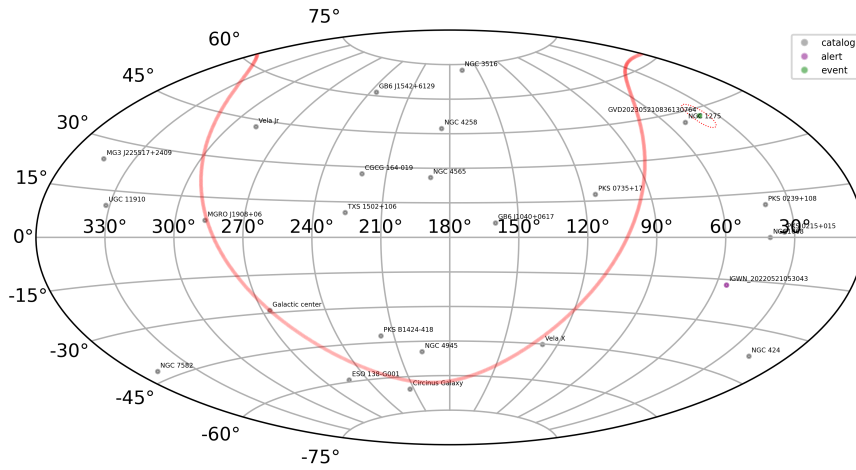 75°
60°
45°
30°
15°
0°
-15°
-30°
-45°
-60°
-75°
330° 300° 270° 240° 210° 180° 150° 120° 90° 60° 30°
catalog
alert
event
NGC 3516
GB6 J1542+6129
GVD202305210836130764
NGC 1275
Vela Jr
NGC 4258
MG3 J225517+2409
CGCG 164-019
NGC 4565
PKS 0735+17
UGC 11910
PKS 0239+108
TXS 1502+106
MGRO J1908+06
GB6 J1040+0617
0215+015
IGWN_20220521053043
Galactic center
PKS B1424-418
Vela X
NGC 4945
NGC 424
NGC 7582
ESO 138-G001
Circinus Galaxy